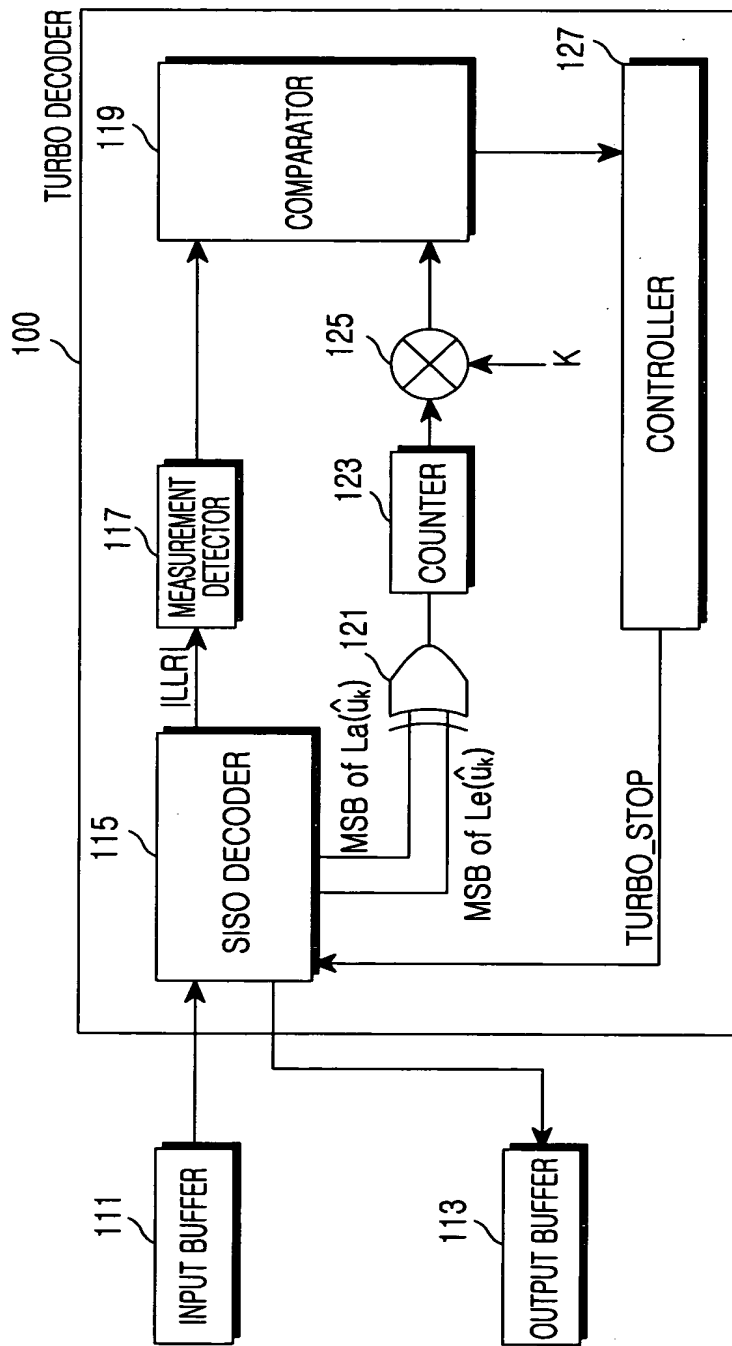 TURBO DECODER
100
111
INPUT BUFFER
113
OUTPUT BUFFER
115
SISO DECODER
|LLR|
117
MEASUREMENT
DETECTOR
119
COMPARATOR
MSB of La(ûk)
MSB of Le(ûk)
121
123
COUNTER
125
K
127
CONTROLLER
TURBO_STOP